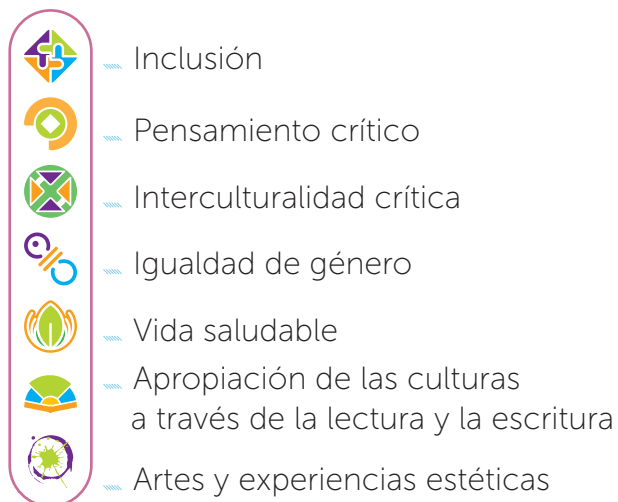 Inclusión
Pensamiento crítico
Interculturalidad crítica
Igualdad de género
Vida saludable
Apropiación de las culturas
a través de la lectura y la escritura
Artes y experiencias estéticas